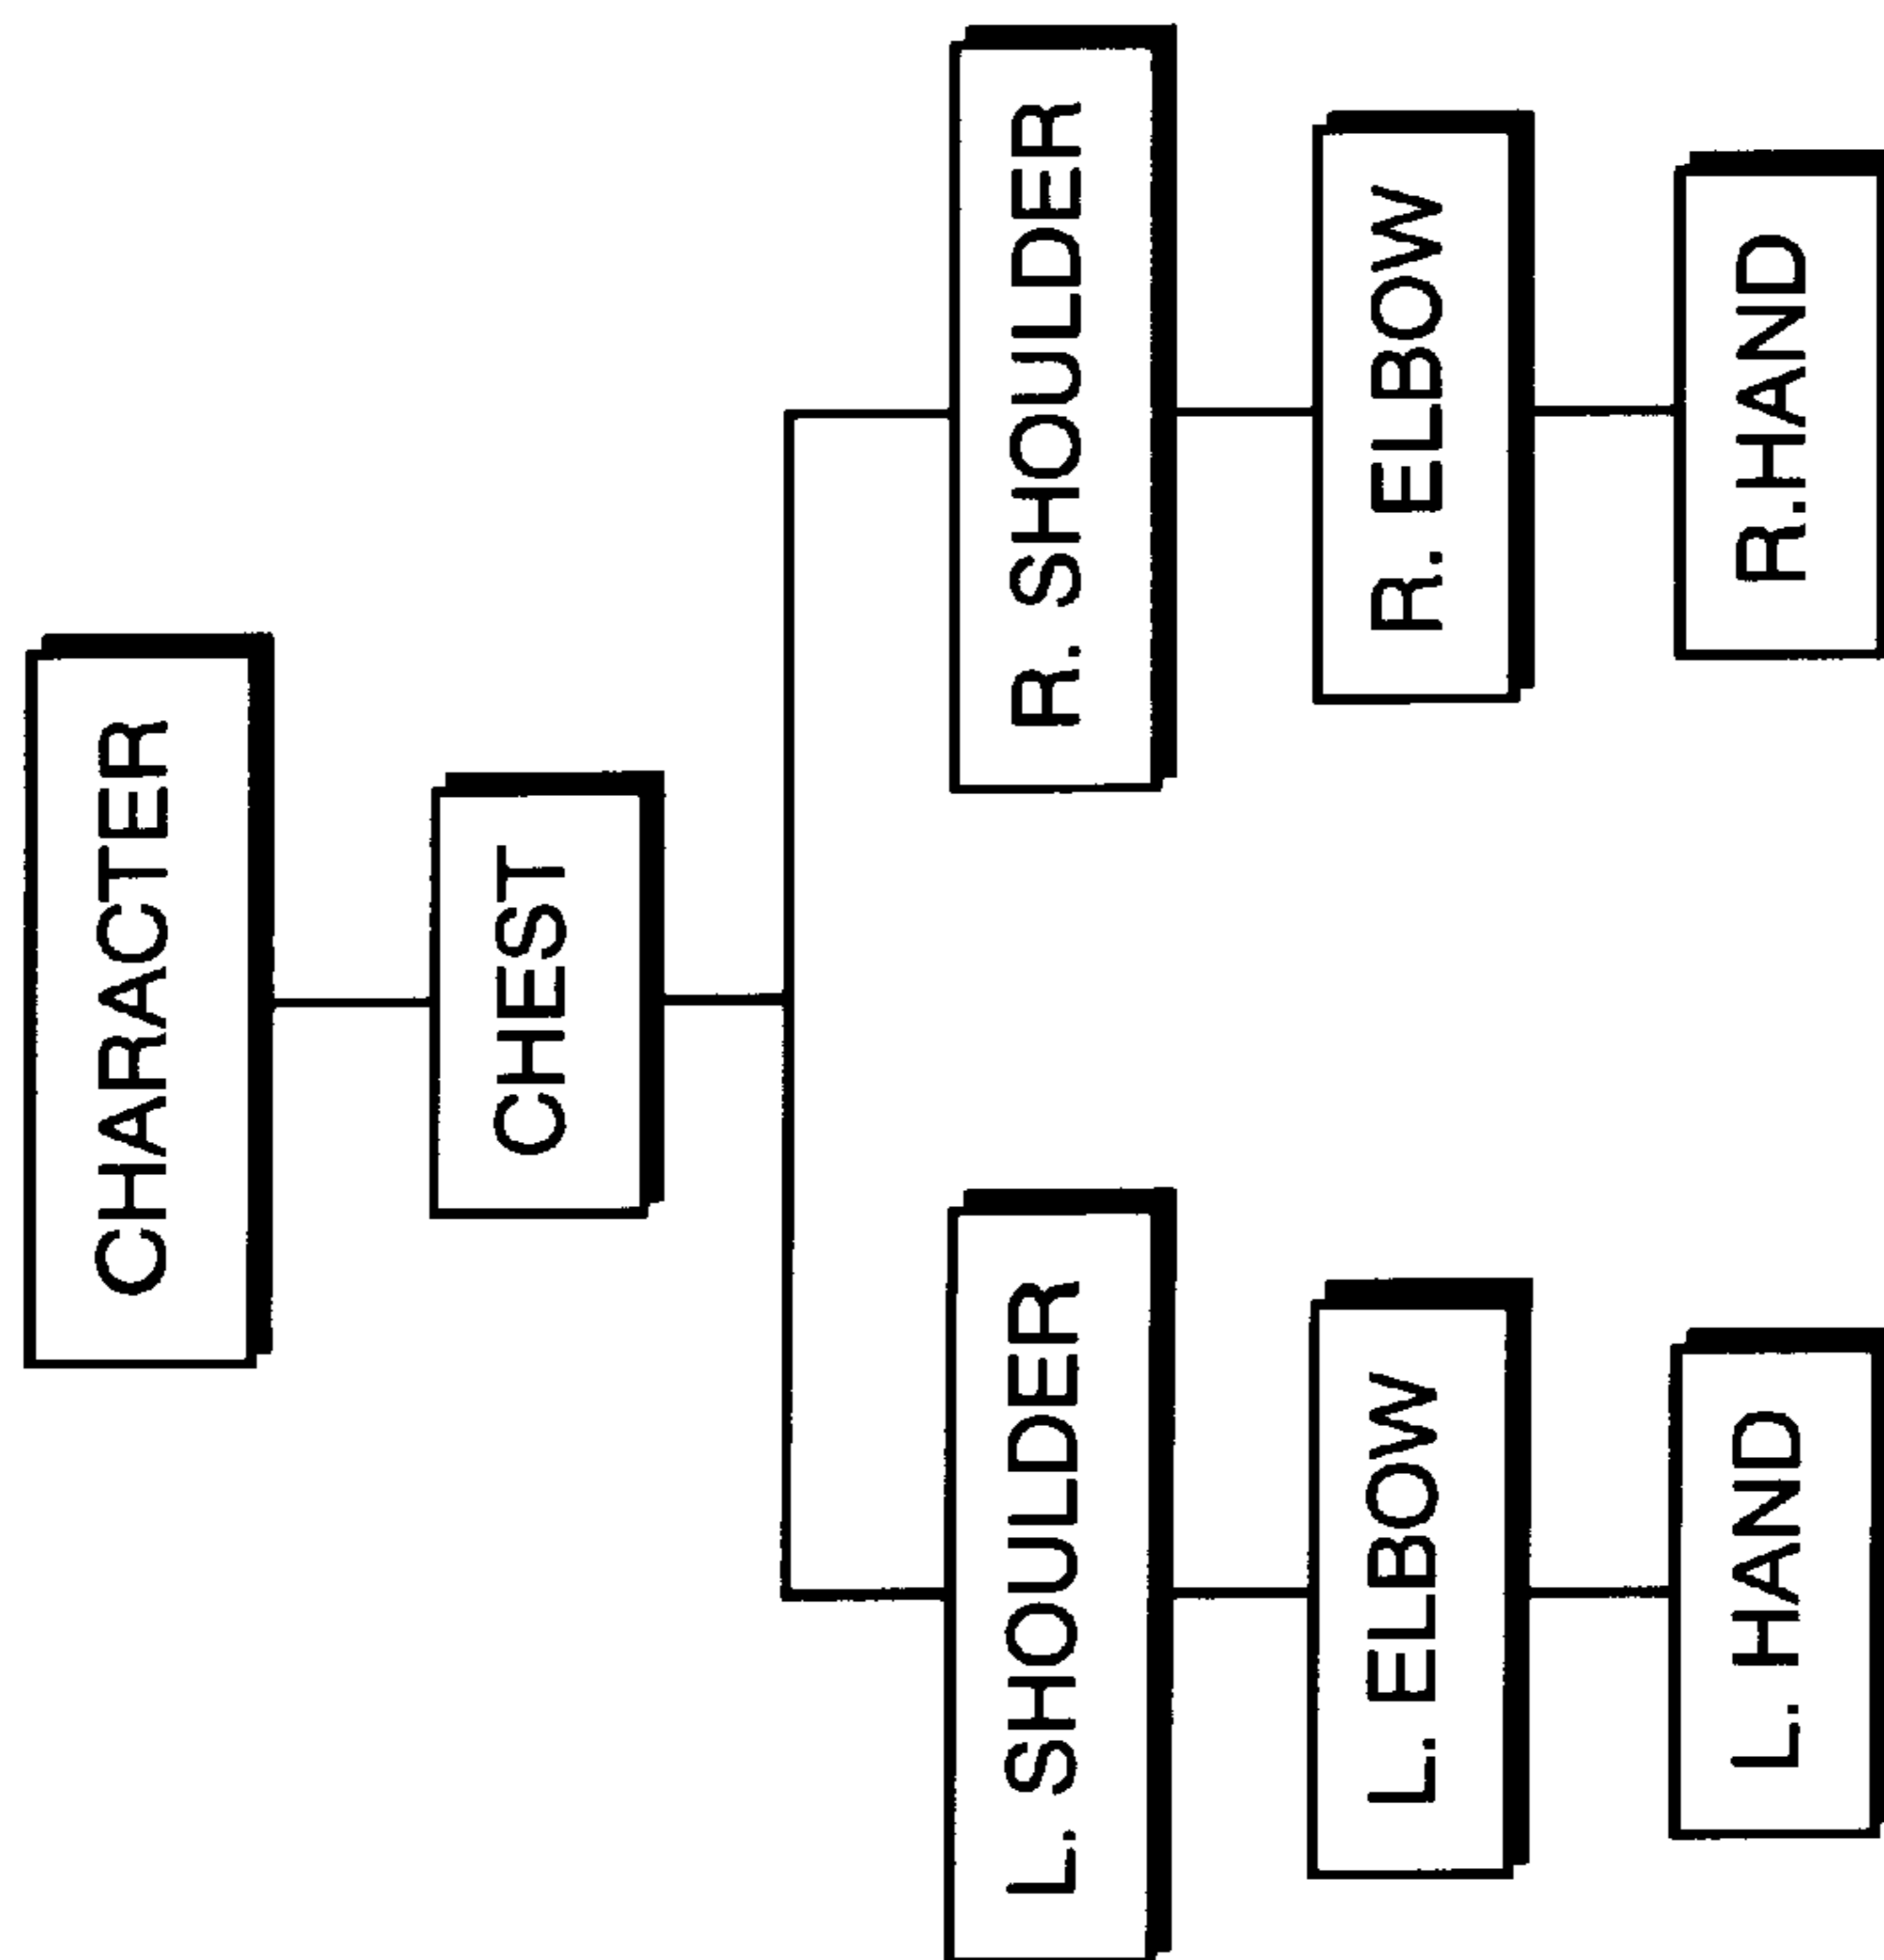 CHARACTER
CHEST
L. SHOULDER
R. SHOULDER
L. ELBOW
R. ELBOW
L. HAND
R.HAND